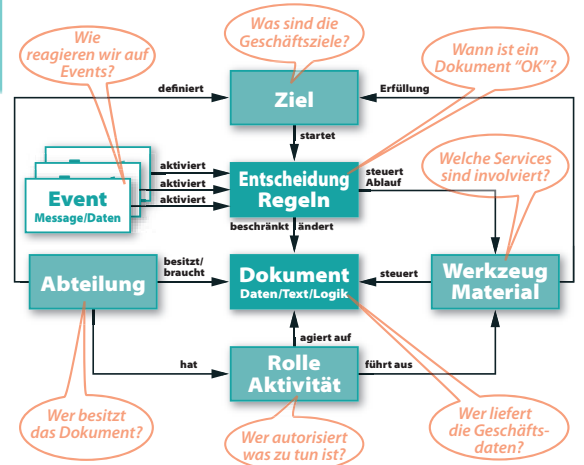 Was sind die
Geschäftsziele?
Wie
reagieren wir auf
Events?
Wann ist ein
Dokument “OK”?
definiert
Ziel
Erfüllung
startet
Welche Services
sind involviert?
aktiviert
aktiviert
aktiviert
Event
Message/Daten
Entscheidung
Regeln
steuert
Ablauf
beschränkt
ändert
Abteilung
besitzt/
braucht
Dokument
Daten/Text/Logik
steuert
Werkzeug
Material
agiert auf
hat
Rolle
Aktivität
führt aus
Wer besitzt
das Dokument?
Wer autorisiert
was zu tun ist?
Wer liefert
die Geschäfts-
daten?